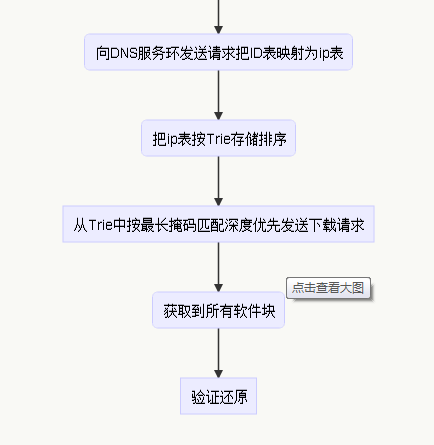 向DNS服务环发送请求把ID表映射为ip表
把ip表按Trie存储排序
从Trie中按最长掩码匹配深度优先发送下载请求
点击查看大图
获取到所有软件块
验证还原